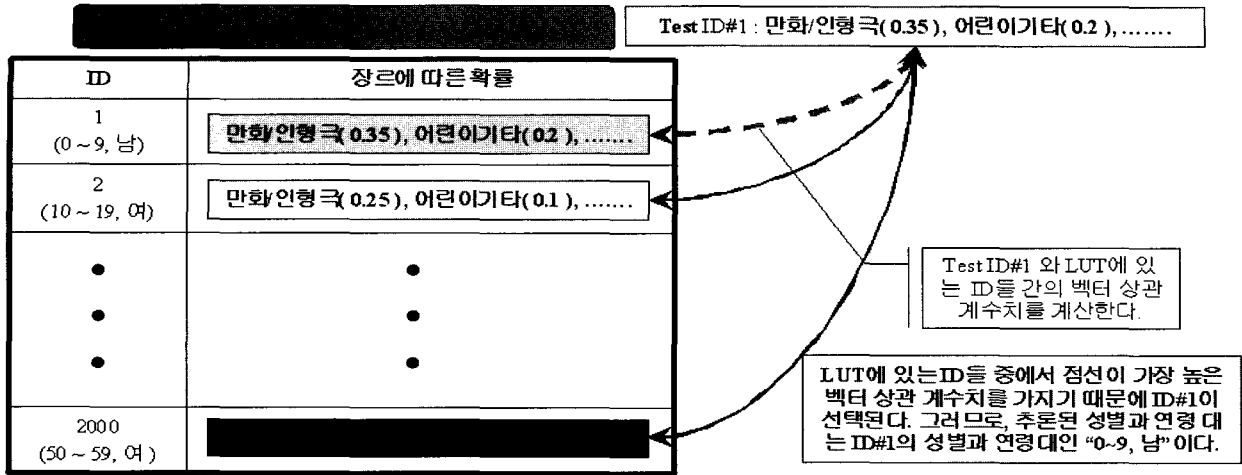 Test ID#1 : 만화/인형극( 0.35), 어린이기타( 0.2 ), .......
ID
장르에 따른 확률
1
(0 ~ 9, 남)
만화/인형극( 0.35), 어린이기타( 0.2 ), .......
2
(10 ~ 19, 여)
만화/인형극( 0.25), 어린이기타( 0.1 ), .......
2000
(50 ~ 59, 여 )
Test ID#1 와 LUT에 있
는 ID들 간의 벡터 상관
계수치를 계산한다.
LUT에 있는 ID들 중에서 점선이 가장 높은
벡터 상관 계수치를 가지기 때문에 ID#1이
선택된다. 그러므로, 추론된 성별과 연령 대
는 ID#1의 성별과 연령대인 “0~9, 남” 이다.